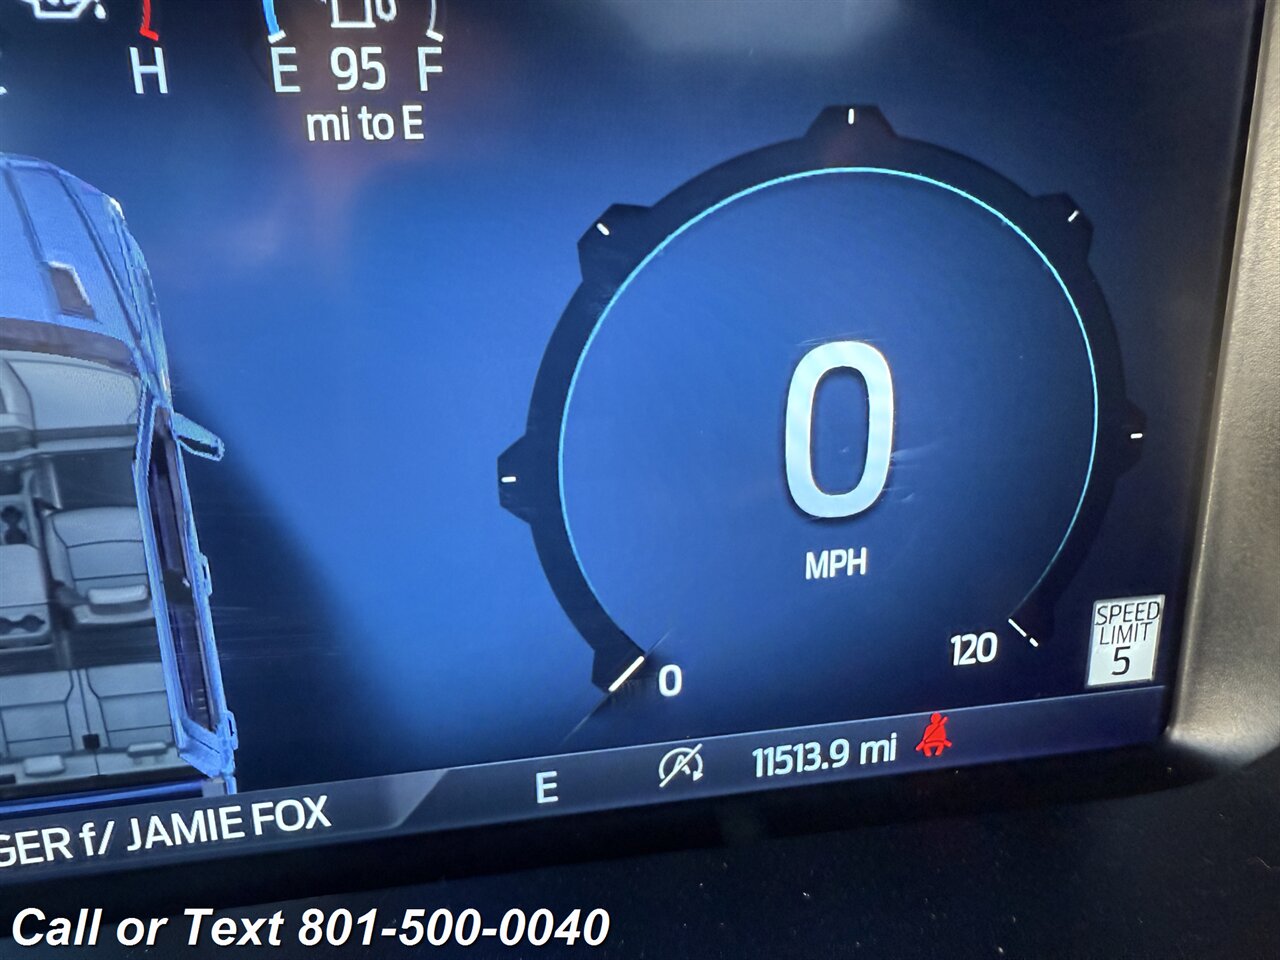 H
E 95 F
mi to E
0
MPH
0
120
SPEED
LIMIT
5
E
11513.9 mi
GER f/ JAMIE FOX
Call or Text 801-500-0040